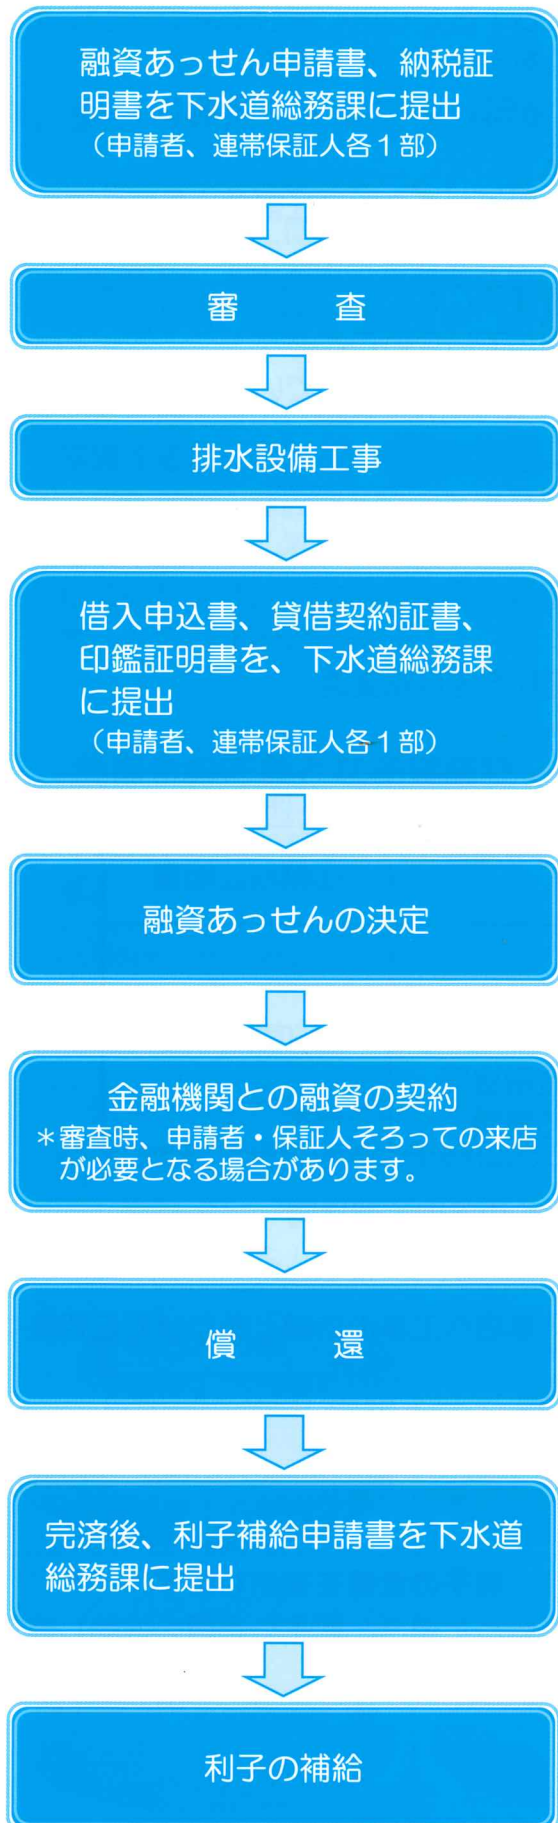 融資あっせん申請書、納税証
明書を下水道総務課に提出
（申請者、連帯保証人各１部）
審　　査
排水設備工事
借入申込書、貸借契約証書、
印鑑証明書を、下水道総務課
に提出
（申請者、連帯保証人各１部）
融資あっせんの決定
金融機関との融資の契約
＊審査時、申請者・保証人そろっての来店
が必要となる場合があります。
償　　還
完済後、利子補給申請書を下水道
総務課に提出
利子の補給